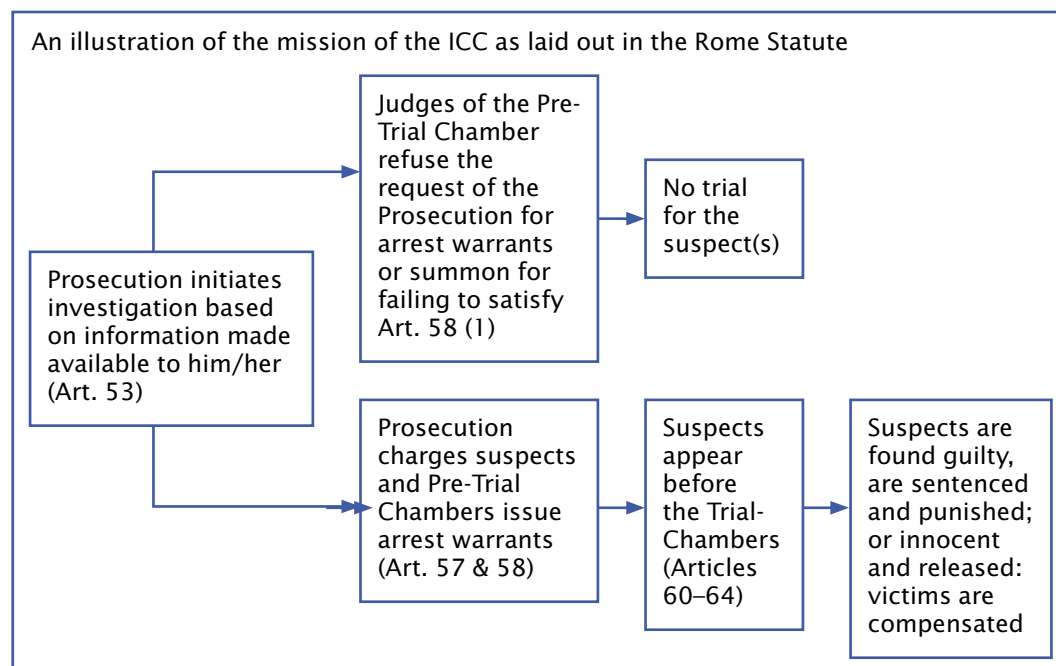 An illustration of the mission of the ICC as laid out in the Rome Statute
Judges of the Pre-
Trial Chamber
refuse the
request of the
Prosecution for
arrest warrants
or summon for
failing to satisfy
Art. 58 (1)
No trial
for the
suspect(s)
Prosecution initiates
investigation based
on information made
available to him/her
(Art. 53)
Prosecution
charges suspects
and Pre-Trial
Chambers issue
arrest warrants
(Art. 57 & 58)
Suspects
appear
before
the Trial-
Chambers
(Articles
60–64)
Suspects are
found guilty,
are sentenced
and punished;
or innocent
and released:
victims are
compensated